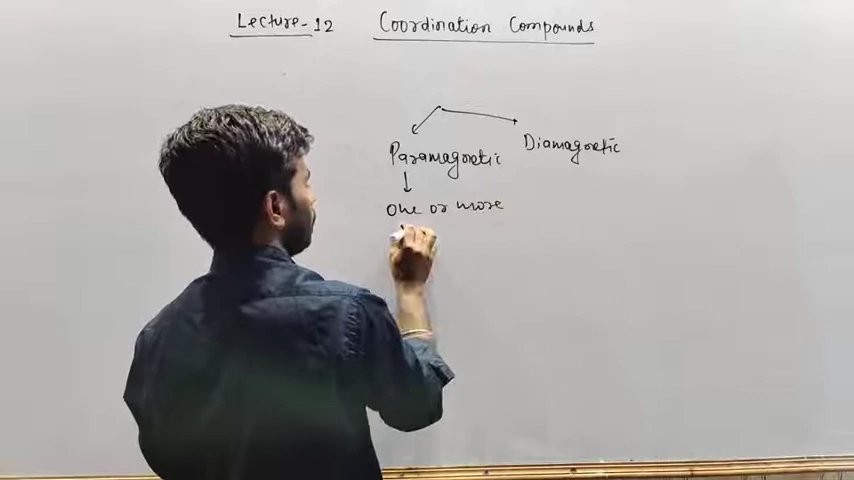 Lecture-12 Coordination Compounds
Paramagnetic Diamagnetic
one or more